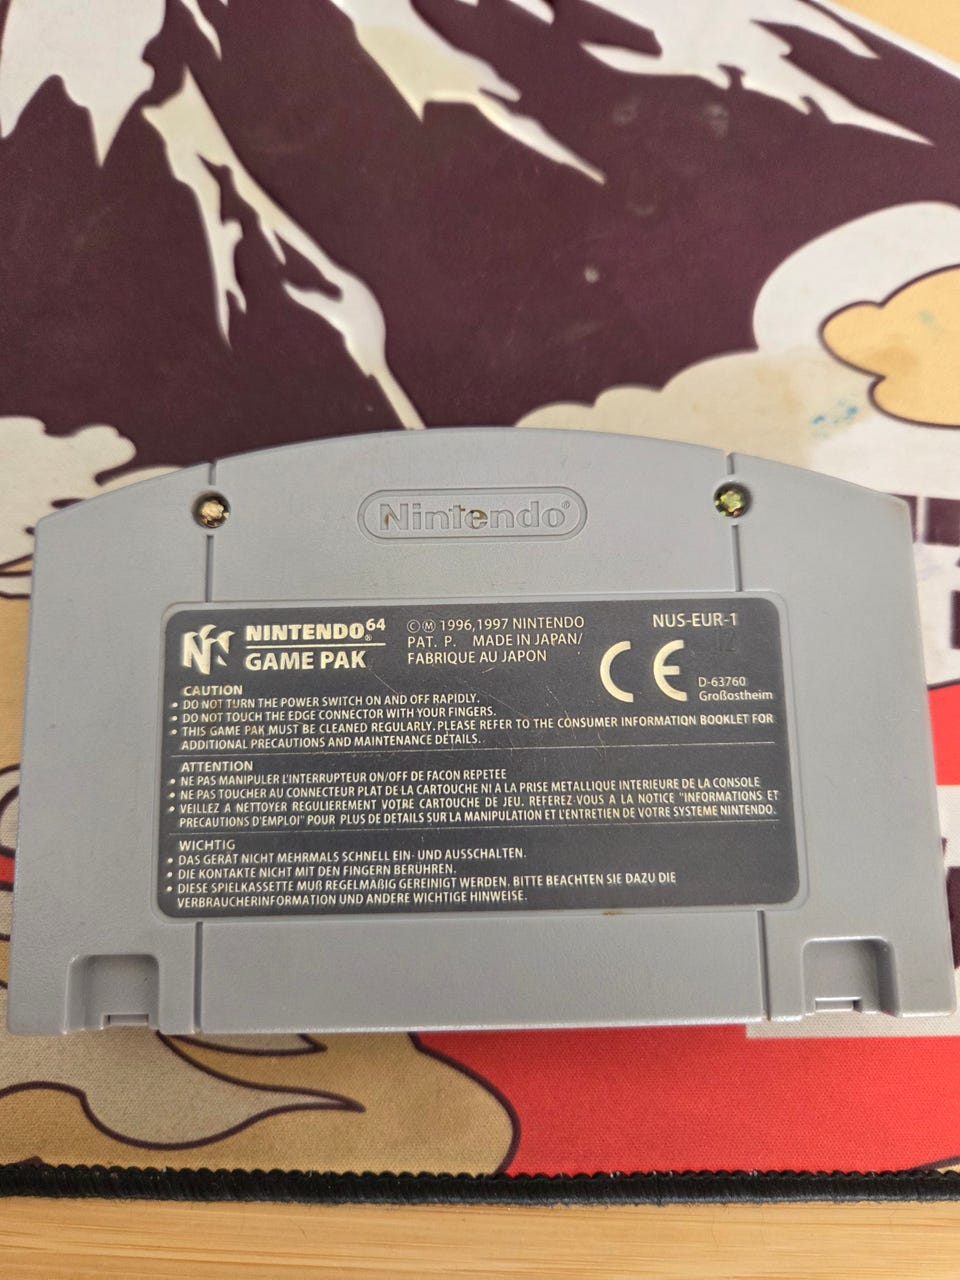 Nintendo®
NINTENDO64®
GAME PAK
©Ⓜ 1996,1997 NINTENDO
PAT. P. MADE IN JAPAN/
FABRIQUE AU JAPON
NUS-EUR-1
12
CE
D-63760
Großostheim
CAUTION
• DO NOT TURN THE POWER SWITCH ON AND OFF RAPIDLY.
• DO NOT TOUCH THE EDGE CONNECTOR WITH YOUR FINGERS.
• THIS GAME PAK MUST BE CLEANED REGULARLY. PLEASE REFER TO THE CONSUMER INFORMATION BOOKLET FOR
ADDITIONAL PRECAUTIONS AND MAINTENANCE DETAILS.
ATTENTION
• NE PAS MANIPULER L'INTERRUPTEUR ON/OFF DE FACON REPETEE
• NE PAS TOUCHER AU CONNECTEUR PLAT DE LA CARTOUCHE NI A LA PRISE METALLIQUE INTERIEURE DE LA CONSOLE
• VEILLEZ A NETTOYER REGULIEREMENT VOTRE CARTOUCHE DE JEU. REFEREZ-VOUS A LA NOTICE "INFORMATIONS ET
PRECAUTIONS D'EMPLOI" POUR PLUS DE DETAILS SUR LA MANIPULATION ET L'ENTRETIEN DE VOTRE SYSTEME NINTENDO.
WICHTIG
• DAS GERÄT NICHT MEHRMALS SCHNELL EIN- UND AUSSCHALTEN.
• DIE KONTAKTE NICHT MIT DEN FINGERN BERÜHREN.
• DIESE SPIELKASSETTE MUß REGELMÄßIG GEREINIGT WERDEN. BITTE BEACHTEN SIE DAZU DIE
VERBRAUCHERINFORMATION UND ANDERE WICHTIGE HINWEISE.